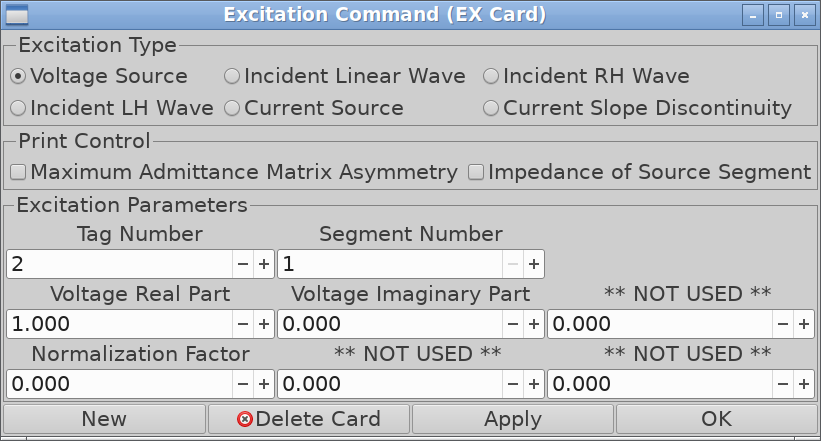 Excitation Command (EX Card)
Excitation Type
Voltage Source Incident Linear Wave Incident RH Wave
Incident LH Wave Current Source Current Slope Discontinuity
Print Control
Maximum Admittance Matrix Asymmetry Impedance of Source Segment
Excitation Parameters
Tag Number Segment Number
2 1
Voltage Real Part Voltage Imaginary Part ** NOT USED **
1.000 0.000 0.000
Normalization Factor ** NOT USED ** ** NOT USED **
0.000 0.000 0.000
New Delete Card Apply OK